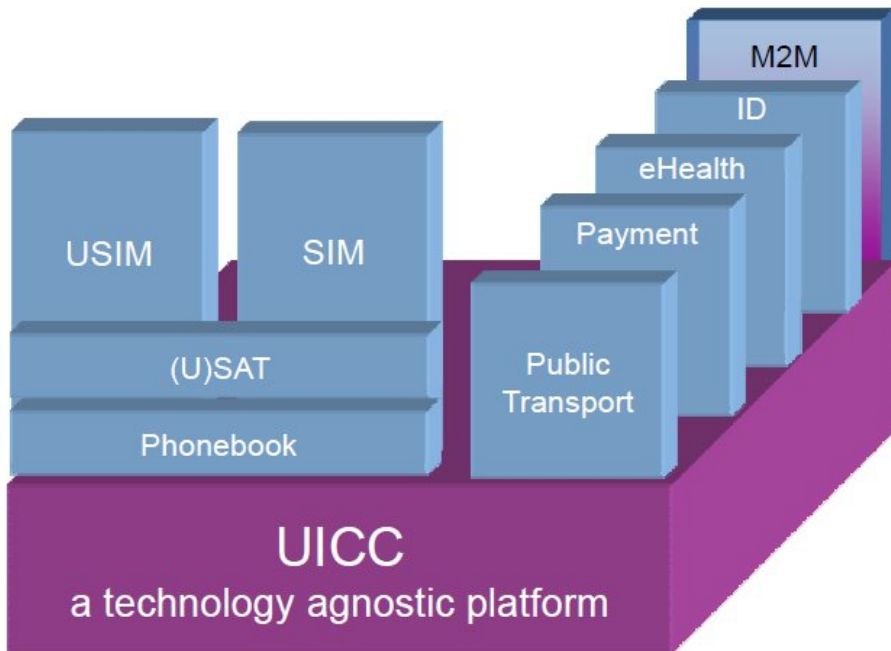 M2M
ID
eHealth
Payment
Public
Transport
USIM
SIM
(U)SAT
Phonebook
UICC
a technology agnostic platform